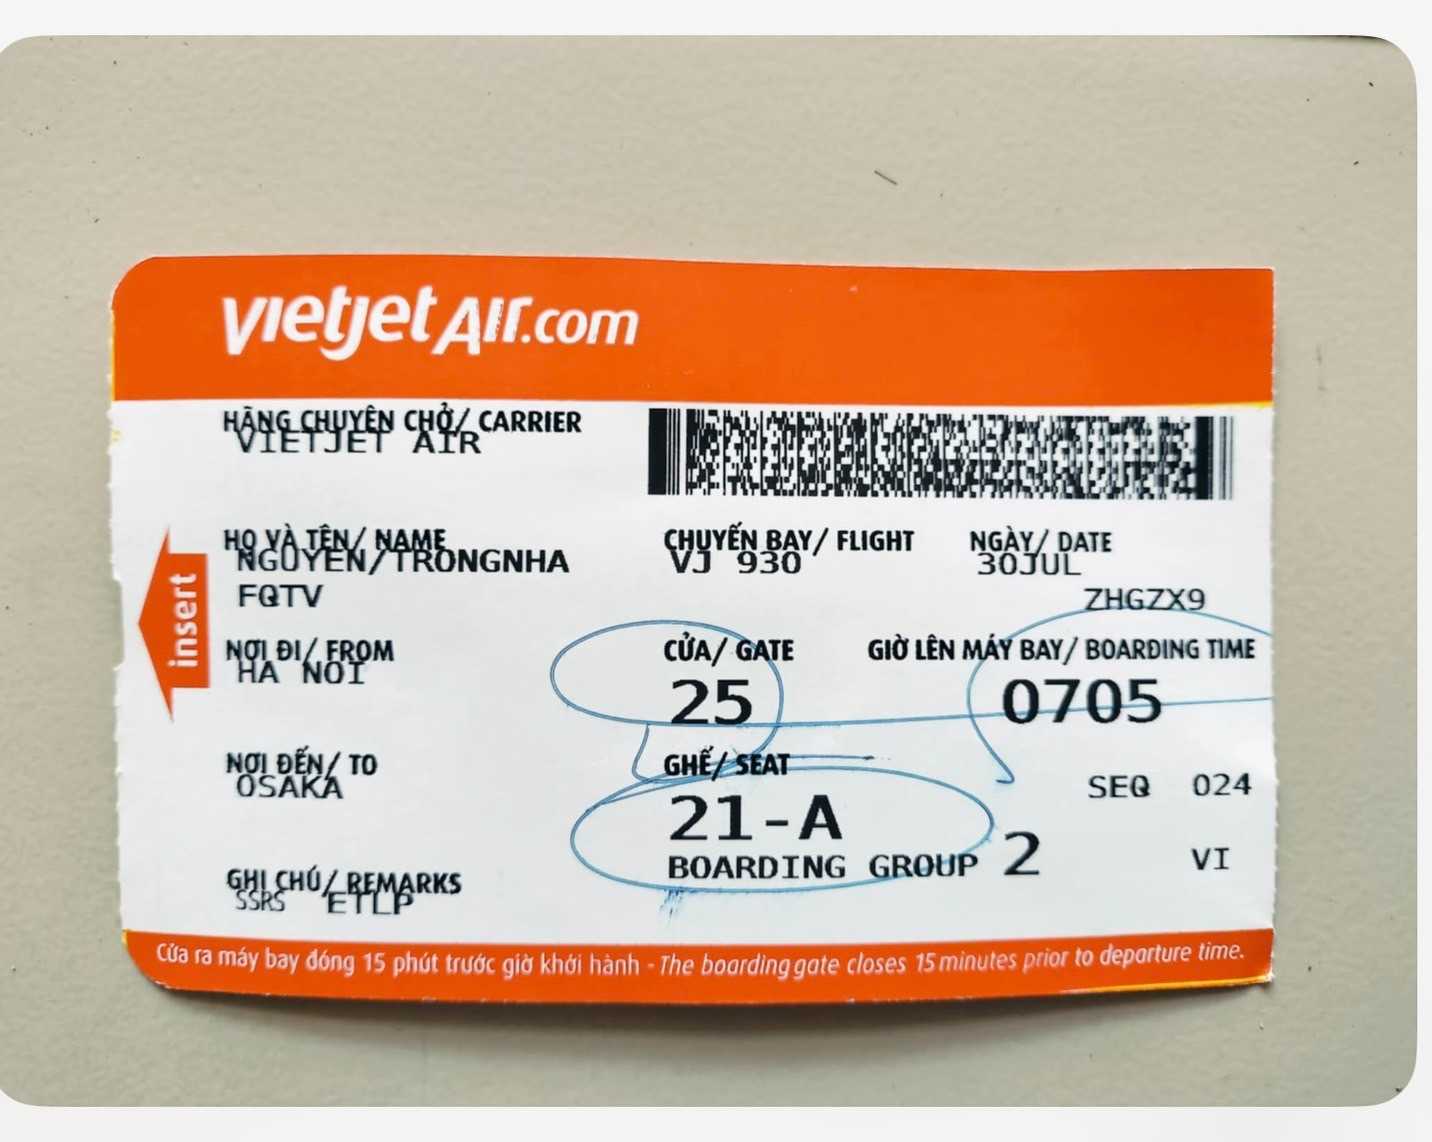 vietjetAir.com
HÃNG CHUYÊN CHỞ/ CARRIER
VIETJET AIR
HỌ VÀ TÊN/ NAME
NGUYEN/TRONGNHA
CHUYẾN BAY/ FLIGHT
VJ 930
NGÀY/ DATE
30JUL
FQTV
ZHGZX9
insert
NƠI ĐI/ FROM
HA NOI
CỬA/ GATE
25
GIỜ LÊN MÁY BAY/ BOARDING TIME
0705
NƠI ĐẾN/ TO
OSAKA
GHẾ/ SEAT
21-A
SEQ 024
BOARDING GROUP 2
VI
GHI CHÚ/ REMARKS
SSRS ETLP
Cửa ra máy bay đóng 15 phút trước giờ khởi hành - The boarding gate closes 15 minutes prior to departure time.